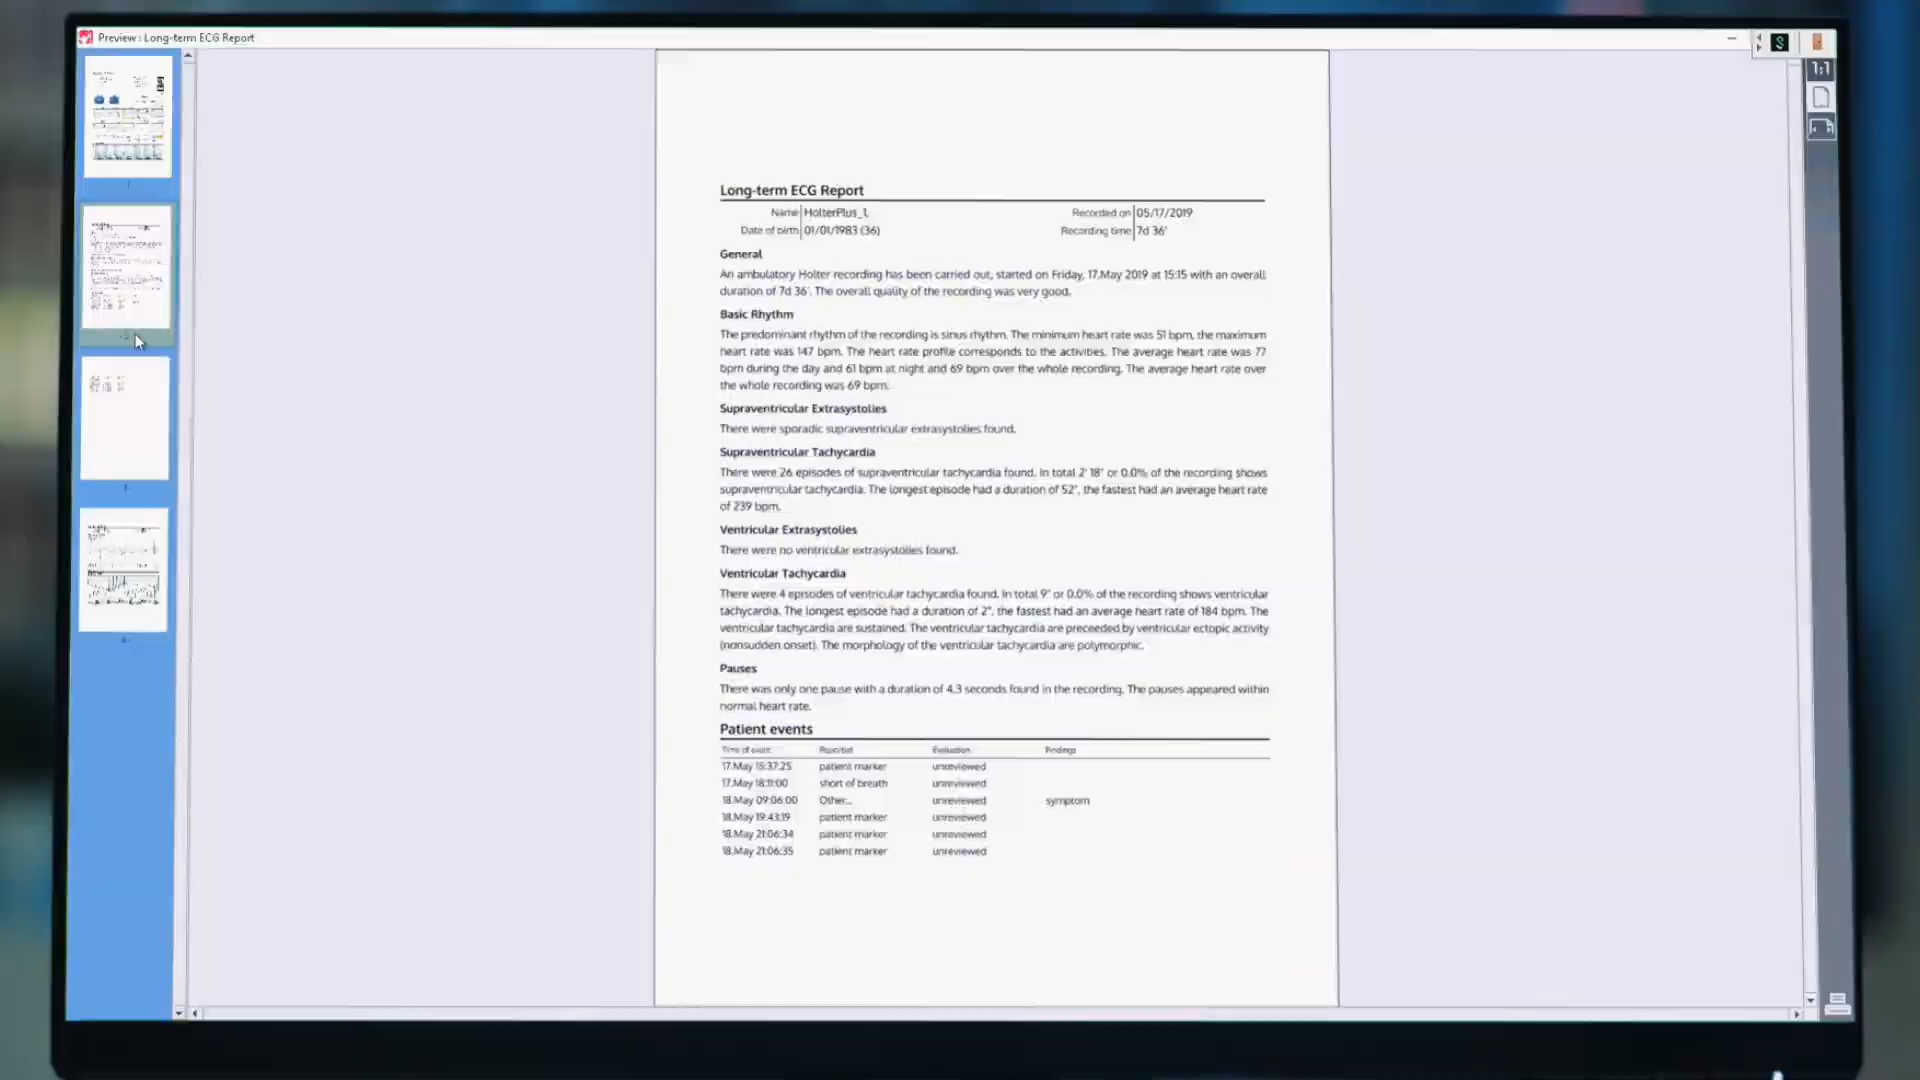 Preview : Long-term ECG Report
1:1
Long-term ECG Report
Name HolterPlus_1,
Recorded on 05/17/2019
Date of birth 01/01/1983 (36)
Recording time 7d 36'
General
An ambulatory Holter recording has been carried out, started on Friday, 17.May 2019 at 15:15 with an overall
duration of 7d 36'. The overall quality of the recording was very good.
Basic Rhythm
The predominant rhythm of the recording is sinus rhythm. The minimum heart rate was 51 bpm, the maximum
heart rate was 147 bpm. The heart rate profile corresponds to the activities. The average heart rate was 77
bpm during the day and 61 bpm at night and 69 bpm over the whole recording. The average heart rate over
the whole recording was 69 bpm.
Supraventricular Extrasystolies
There were sporadic supraventricular extrasystolies found.
Supraventricular Tachycardia
There were 26 episodes of supraventricular tachycardia found. In total 2' 18" or 0.0% of the recording shows
supraventricular tachycardia. The longest episode had a duration of 52", the fastest had an average heart rate
of 239 bpm.
Ventricular Extrasystolies
There were no ventricular extrasystolies found.
Ventricular Tachycardia
There were 4 episodes of ventricular tachycardia found. In total 9" or 0.0% of the recording shows ventricular
tachycardia. The longest episode had a duration of 2", the fastest had an average heart rate of 184 bpm. The
ventricular tachycardia are sustained. The ventricular tachycardia are preceeded by ventricular ectopic activity
(nonsudden onset). The morphology of the ventricular tachycardia are polymorphic.
Pauses
There was only one pause with a duration of 4.3 seconds found in the recording. The pauses appeared within
normal heart rate.
Patient events
Time of event Reported Evaluation Findings
17.May 15:37:25 patient marker unreviewed
17.May 18:11:00 short of breath unreviewed
18.May 09:06:00 Other... unreviewed symptom
18.May 19:43:19 patient marker unreviewed
18.May 21:06:34 patient marker unreviewed
18.May 21:06:35 patient marker unreviewed